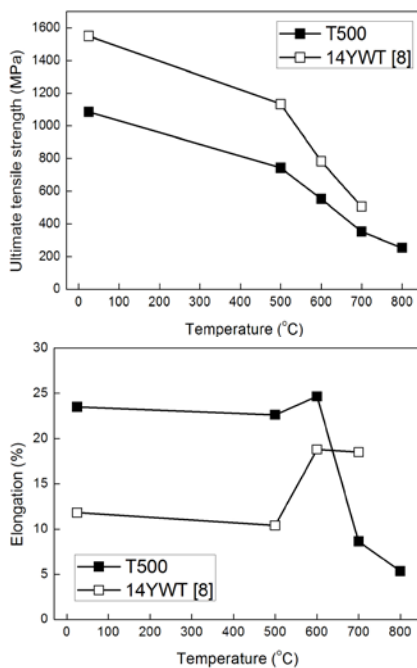 1600
1400
1200
1000
800
600
400
200
0
Ultimate tensile strength (MPa)
T500
14YWT [8]
0 100 200 300 400 500 600 700 800
Temperature (°C)
30
25
20
15
10
5
0
Elongation (%)
T500
14YWT [8]
0 100 200 300 400 500 600 700 800
Temperature (°C)